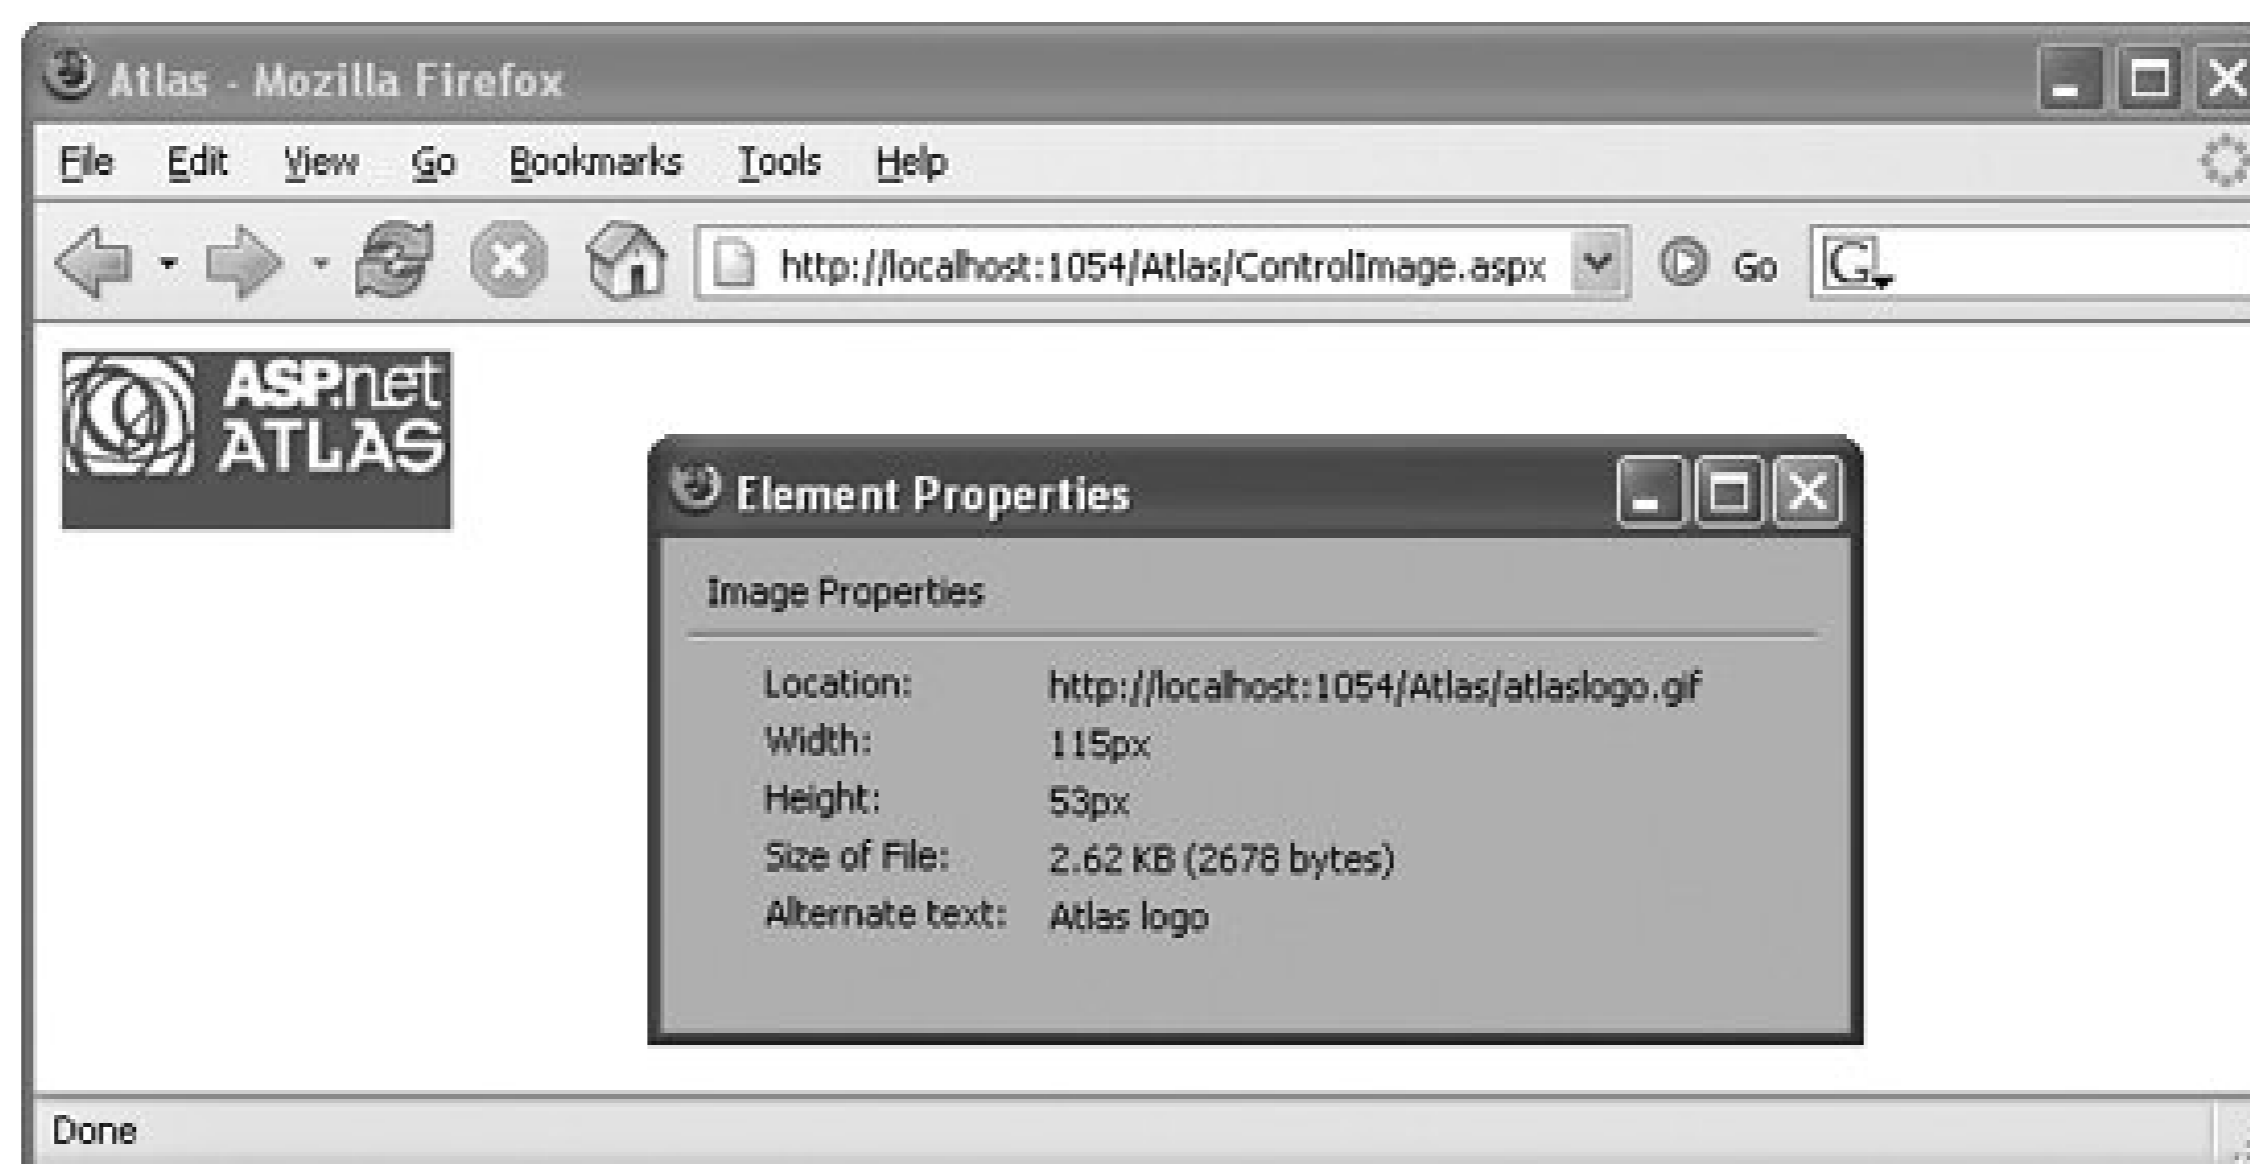 Atlas - Mozilla Firefox
File Edit View Go Bookmarks Tools Help
http://localhost:1054/Atlas/ControlImage.aspx Go G
ASP.net
ATLAS
Element Properties
Image Properties
Location: http://localhost:1054/Atlas/atlaslogo.gif
Width: 115px
Height: 53px
Size of File: 2.62 KB (2678 bytes)
Alternate text: Atlas logo
Done